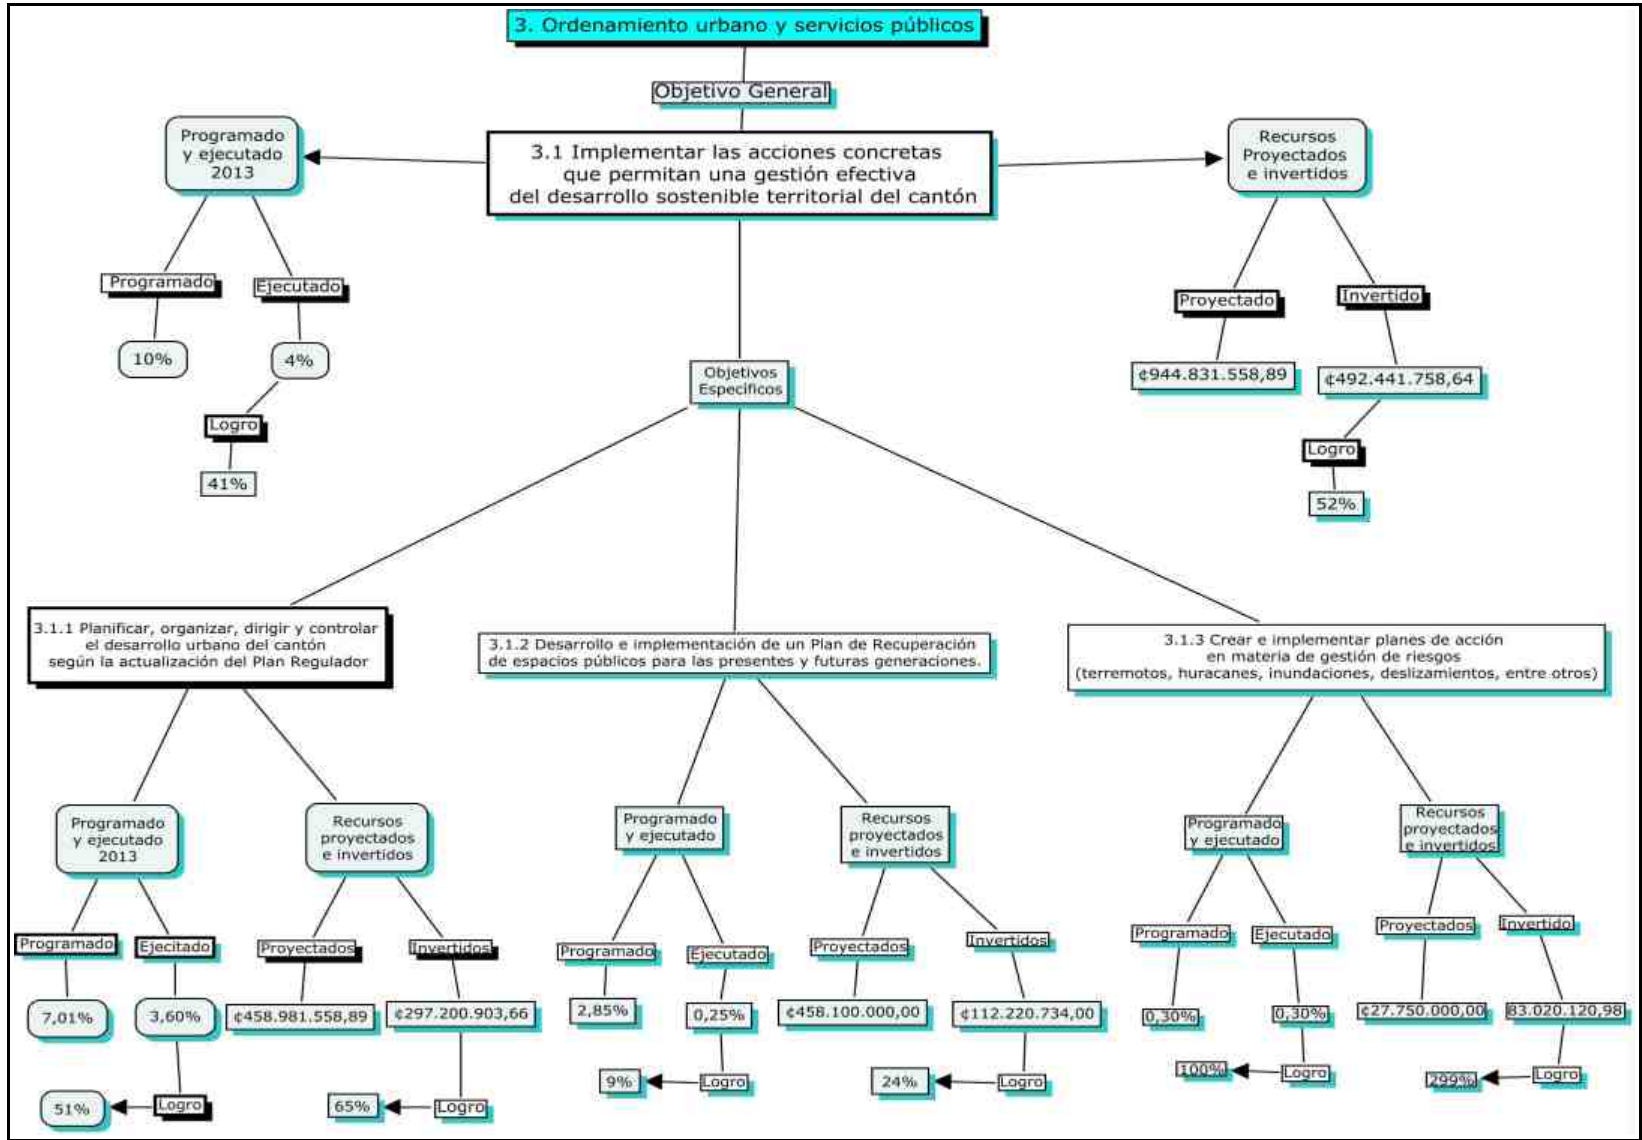 3. Ordenamiento urbano y servicios públicos
Objetivo General
3.1 Implementar las acciones concretas
que permitan una gestión efectiva
del desarrollo sostenible territorial del cantón
Programado
y ejecutado
2013
Programado
Ejecutado
10%
4%
Logro
41%
Recursos
Proyectados
e invertidos
Proyectado
Invertido
¢944.831.558,89
¢492.441.758,64
Logro
52%
Objetivos
Específicos
3.1.1 Planificar, organizar, dirigir y controlar
el desarrollo urbano del cantón
según la actualización del Plan Regulador
Programado
y ejecutado
2013
Programado
Ejecitado
7,01%
3,60%
Logro
51%
Recursos
proyectados
e invertidos
Proyectados
Invertidos
¢458.981.558,89
¢297.200.903,66
Logro
65%
3.1.2 Desarrollo e implementación de un Plan de Recuperación
de espacios públicos para las presentes y futuras generaciones.
Programado
y ejecutado
Programado
Ejecutado
2,85%
0,25%
Logro
9%
Recursos
proyectados
e invertidos
Proyectados
Invertidos
¢458.100.000,00
¢112.220.734,00
Logro
24%
3.1.3 Crear e implementar planes de acción
en materia de gestión de riesgos
(terremotos, huracanes, inundaciones, deslizamientos, entre otros)
Programado
y ejecutado
Programado
Ejecutado
0,30%
0,30%
Logro
100%
Recursos
proyectados
e invertidos
Proyectados
Invertido
¢27.750.000,00
83.020.120,98
Logro
299%